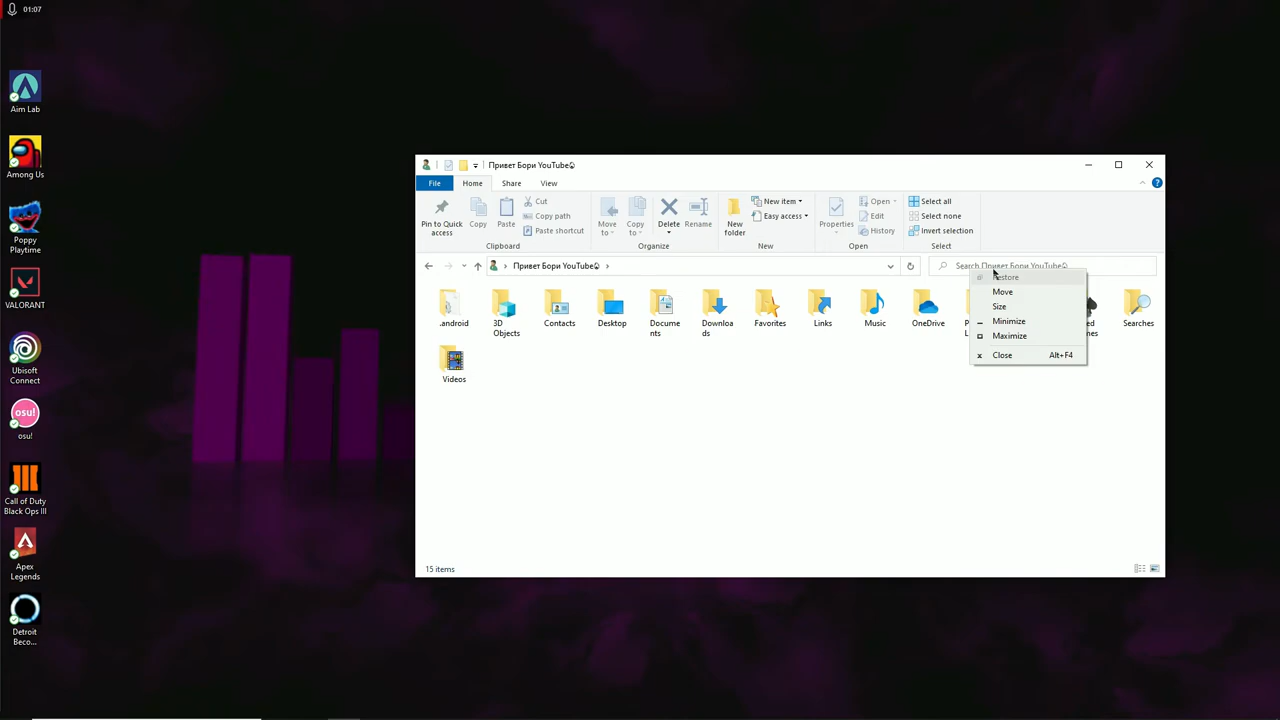 01:07
Aim Lab
Among Us
Poppy
Playtime
VALORANT
Ubisoft
Connect
osu!
osu!
Call of Duty
Black Ops III
Apex
Legends
Detroit
Beco...
Привет Бори YouTube
File Home Share View
Pin to Quick
access
Copy
Paste
Cut
Copy path
Paste shortcut
Clipboard
Move
to
Copy
to
Delete
Rename
Organize
New
folder
New item
Easy access
New
Properties
Open
Edit
History
Open
Select all
Select none
Invert selection
Select
Привет Бори YouTube
Search Привет Бори YouTube
.android
3D
Objects
Contacts
Desktop
Docume
nts
Downloa
ds
Favorites
Links
Music
OneDrive
Searches
Videos
Restore
Move
Size
Minimize
Maximize
Close Alt+F4
15 items